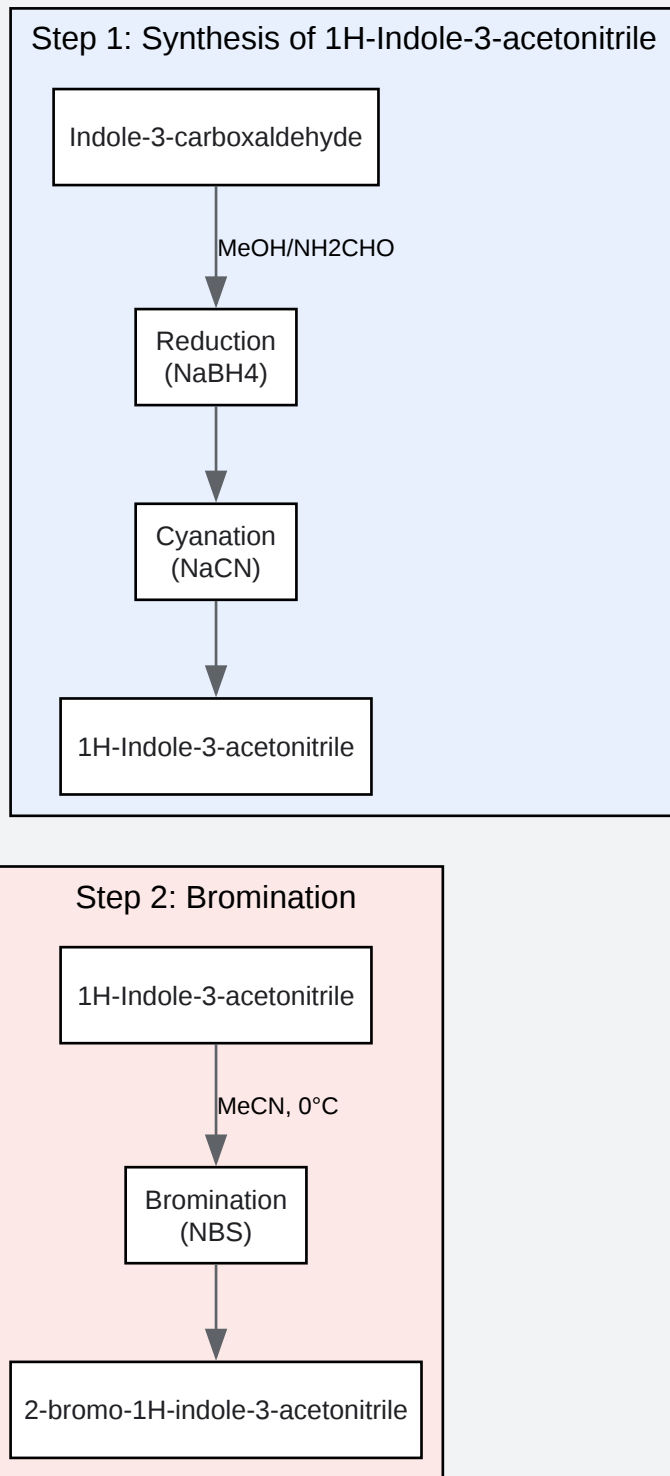 Step 1: Synthesis of 1H-Indole-3-acetonitrile
Indole-3-carboxaldehyde
MeOH/NH2CHO
Reduction
(NaBH4)
Cyanation
(NaCN)
1H-Indole-3-acetonitrile
Step 2: Bromination
1H-Indole-3-acetonitrile
MeCN, 0°C
Bromination
(NBS)
2-bromo-1H-indole-3-acetonitrile